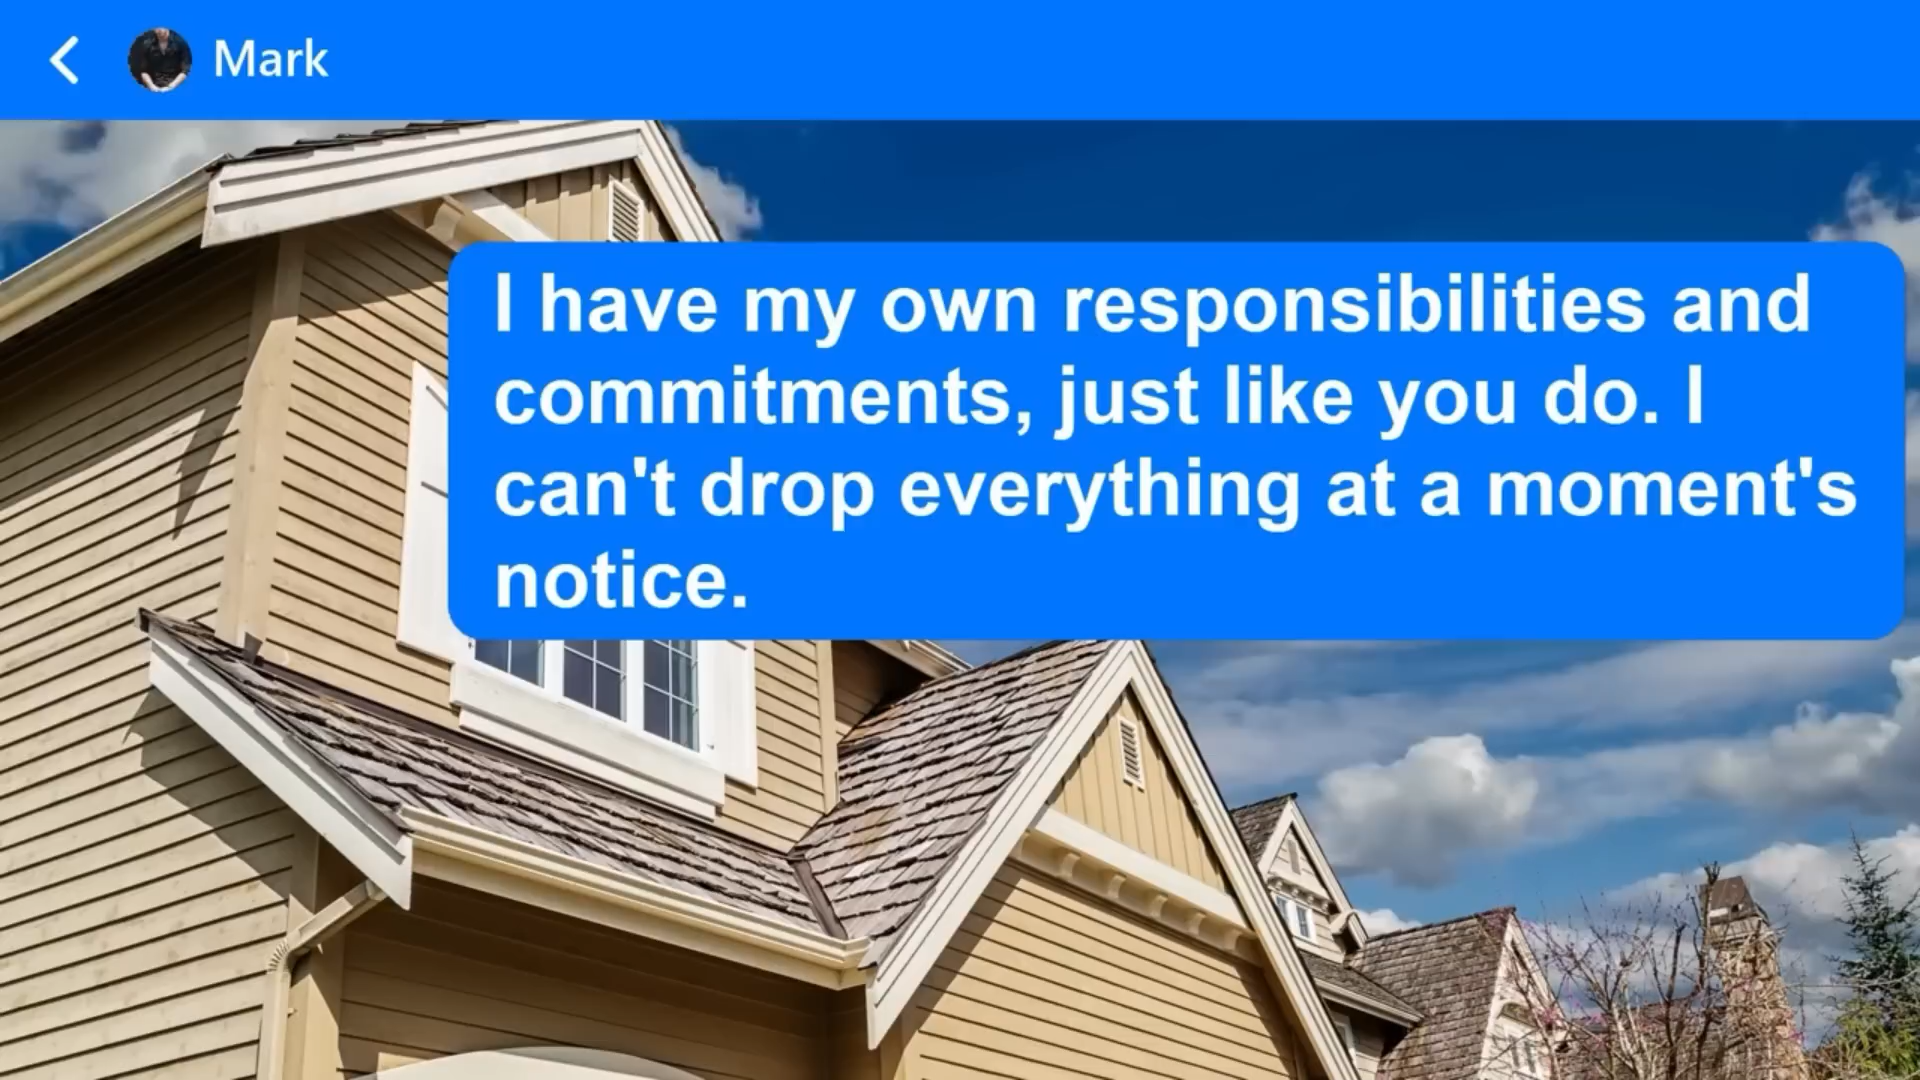 Mark
I have my own responsibilities and
commitments, just like you do. I
can't drop everything at a moment's
notice.